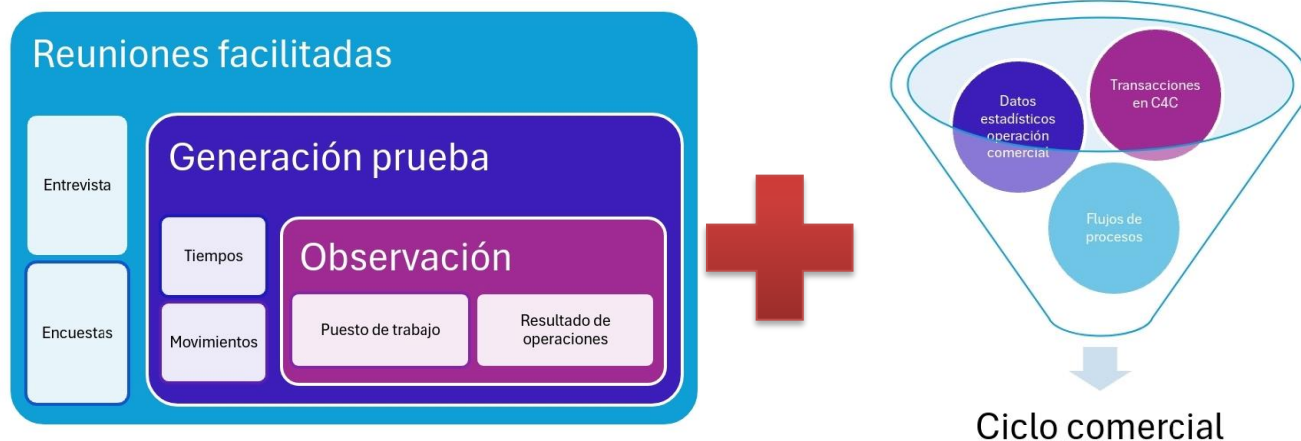 Reuniones facilitadas
Entrevista
Encuestas
Generación prueba
Tiempos
Movimientos
Observación
Puesto de trabajo
Resultado de
operaciones
Datos
estadísticos
operación
comercial
Transacciones
en C4C
Flujos de
procesos
Ciclo comercial